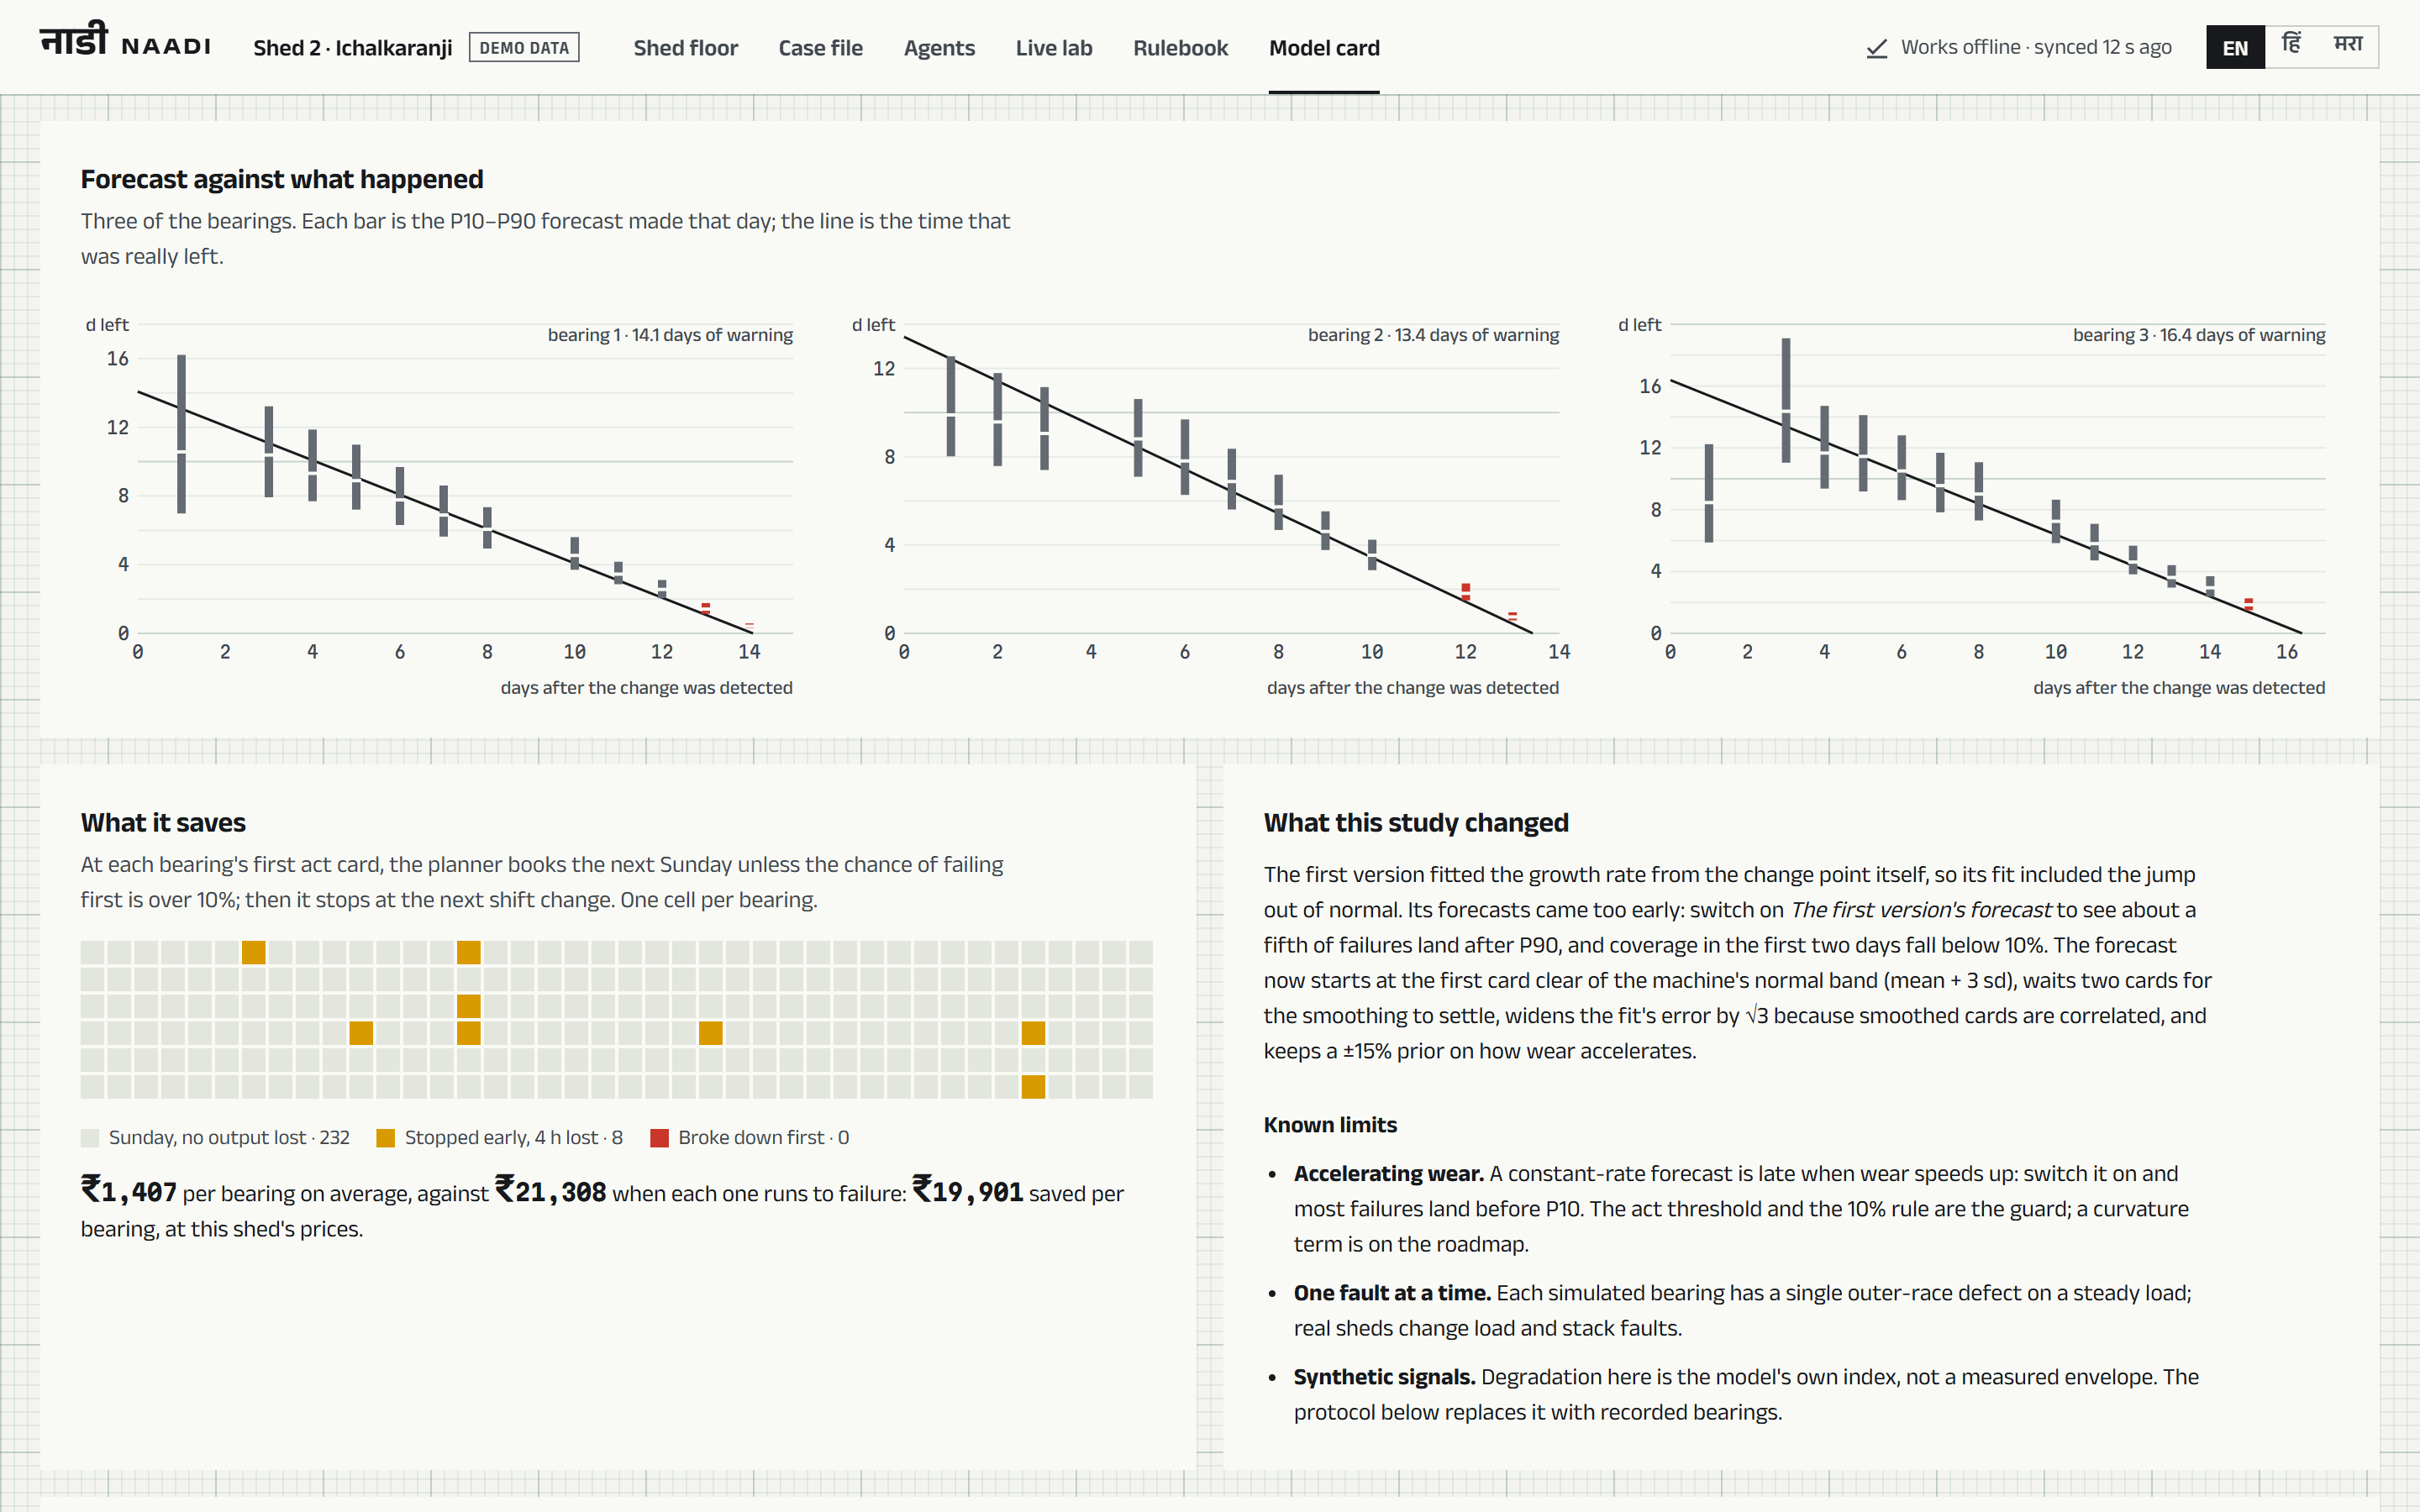 नाडी NAADI
Shed 2 · Ichalkaranji
DEMO DATA
Shed floor
Case file
Agents
Live lab
Rulebook
Model card
Works offline · synced 12 s ago
EN
हिं
मरा
Forecast against what happened
Three of the bearings. Each bar is the P10–P90 forecast made that day; the line is the time that
was really left.
d left
bearing 1 · 14.1 days of warning
16
12
8
4
0
0 2 4 6 8 10 12 14
days after the change was detected
d left
bearing 2 · 13.4 days of warning
12
8
4
0
0 2 4 6 8 10 12 14
days after the change was detected
d left
bearing 3 · 16.4 days of warning
16
12
8
4
0
0 2 4 6 8 10 12 14 16
days after the change was detected
What it saves
At each bearing's first act card, the planner books the next Sunday unless the chance of failing
first is over 10%; then it stops at the next shift change. One cell per bearing.
Sunday, no output lost · 232
Stopped early, 4 h lost · 8
Broke down first · 0
₹1,407 per bearing on average, against ₹21,308 when each one runs to failure: ₹19,901 saved per
bearing, at this shed's prices.
What this study changed
The first version fitted the growth rate from the change point itself, so its fit included the jump
out of normal. Its forecasts came too early: switch on The first version's forecast to see about a
fifth of failures land after P90, and coverage in the first two days fall below 10%. The forecast
now starts at the first card clear of the machine's normal band (mean + 3 sd), waits two cards for
the smoothing to settle, widens the fit's error by √3 because smoothed cards are correlated, and
keeps a ±15% prior on how wear accelerates.
Known limits
• Accelerating wear. A constant-rate forecast is late when wear speeds up: switch it on and
most failures land before P10. The act threshold and the 10% rule are the guard; a curvature
term is on the roadmap.
• One fault at a time. Each simulated bearing has a single outer-race defect on a steady load;
real sheds change load and stack faults.
• Synthetic signals. Degradation here is the model's own index, not a measured envelope. The
protocol below replaces it with recorded bearings.